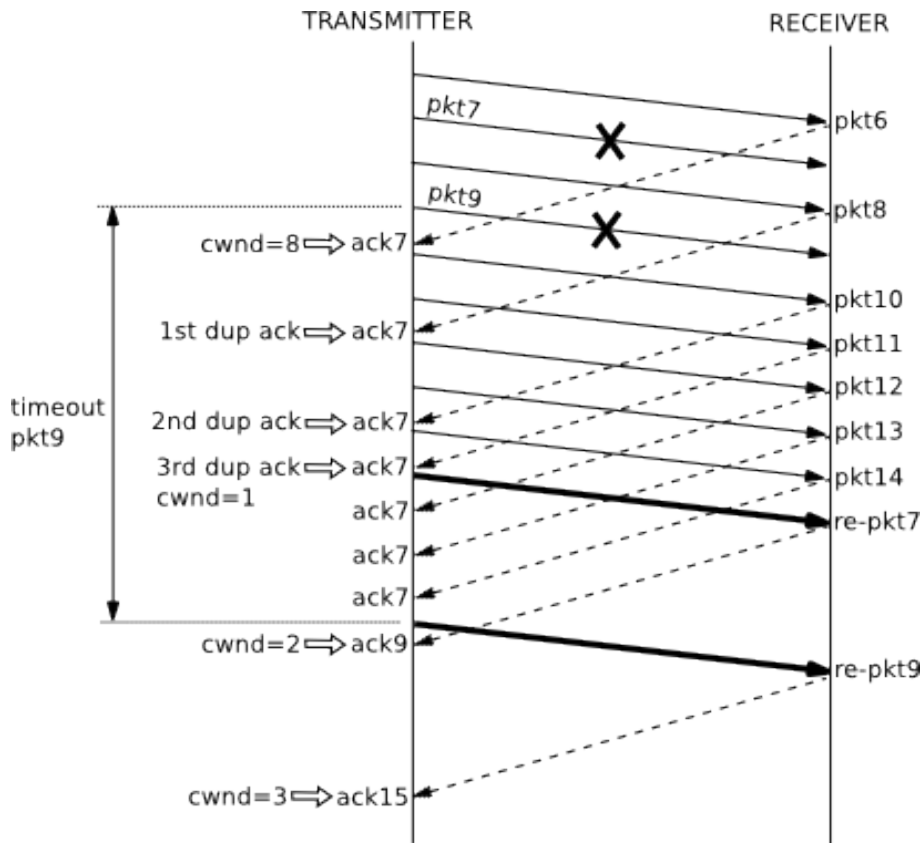 TRANSMITTER
RECEIVER
pkt7
pkt6
pkt9
pkt8
cwnd=8 ack7
pkt10
1st dup ack ack7
pkt11
pkt12
timeout
pkt9
2nd dup ack ack7
pkt13
3rd dup ack ack7
cwnd=1
pkt14
ack7
re-pkt7
ack7
ack7
cwnd=2 ack9
re-pkt9
cwnd=3 ack15